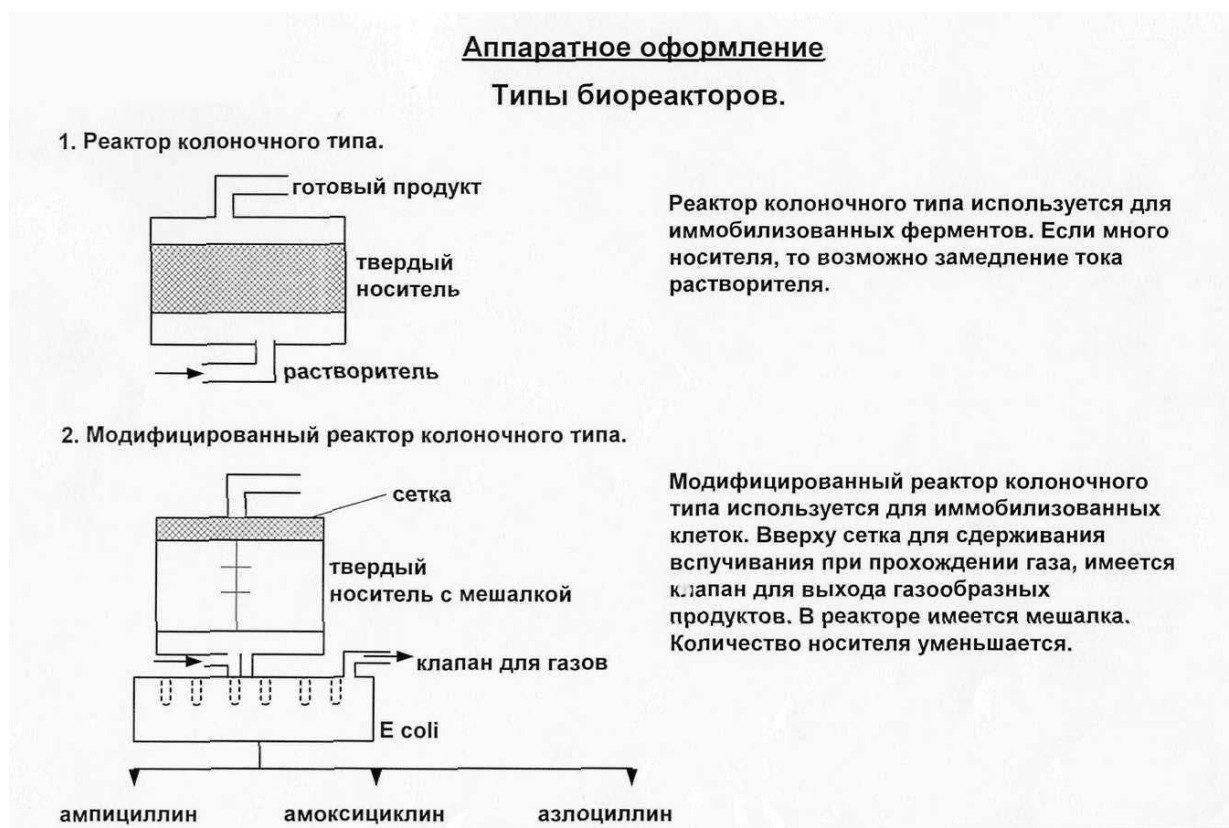 Аппаратное оформление
Типы биореакторов.
1. Реактор колоночного типа.
готовый продукт
твердый
носитель
растворитель
Реактор колоночного типа используется для
иммобилизованных ферментов. Если много
носителя, то возможно замедление тока
растворителя.
2. Модифицированный реактор колоночного типа.
сетка
твердый
носитель с мешалкой
клапан для газов
E coli
ампициллин
амоксициклин
азлоциллин
Модифицированный реактор колоночного
типа используется для иммобилизованных
клеток. Вверху сетка для сдерживания
вспучивания при прохождении газа, имеется
клапан для выхода газообразных
продуктов. В реакторе имеется мешалка.
Количество носителя уменьшается.